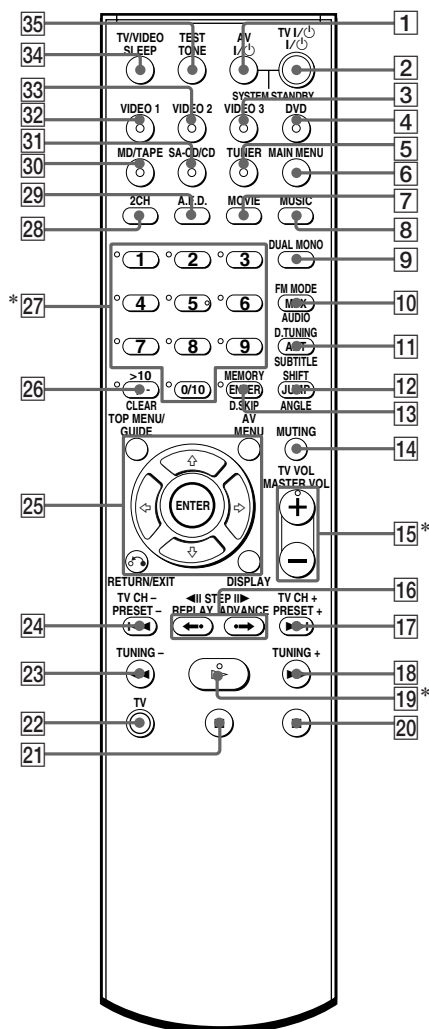 35 TV/VIDEO TEST AV TV I/⏻ 1
34 SLEEP TONE I/⏻ I/⏻ 2
SYSTEM STANDBY
33 3
32 VIDEO 1 VIDEO 2 VIDEO 3 DVD 4
31 5
30 MD/TAPE SA-CD/CD TUNER MAIN MENU 6
29 7
28 2CH A.F.D. MOVIE MUSIC 8
DUAL MONO 9
1 2 3
*27 4 5 6 FM MODE 10
AUDIO
7 8 9 D.TUNING 11
SUBTITLE
26 >10 0/10 MEMORY SHIFT 12
ENTER JUMP 13
CLEAR D.SKIP ANGLE
TOP MENU/ AV
GUIDE MENU MUTING 14
TV VOL
MASTER VOL
25 ENTER + 15*
−
RETURN/EXIT DISPLAY
TV CH – STEP TV CH + 16
24 PRESET – REPLAY ADVANCE PRESET + 17
23 TUNING – TUNING + 18
19*
22 TV 20
21